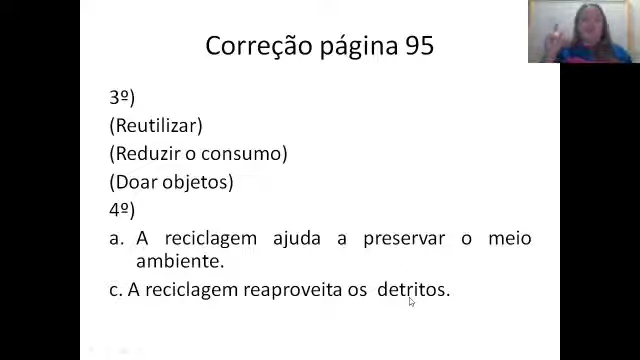 Correção página 95
3º)
(Reutilizar)
(Reduzir o consumo)
(Doar objetos)
4º)
a. A reciclagem ajuda a preservar o meio
ambiente.
c. A reciclagem reaproveita os detritos.